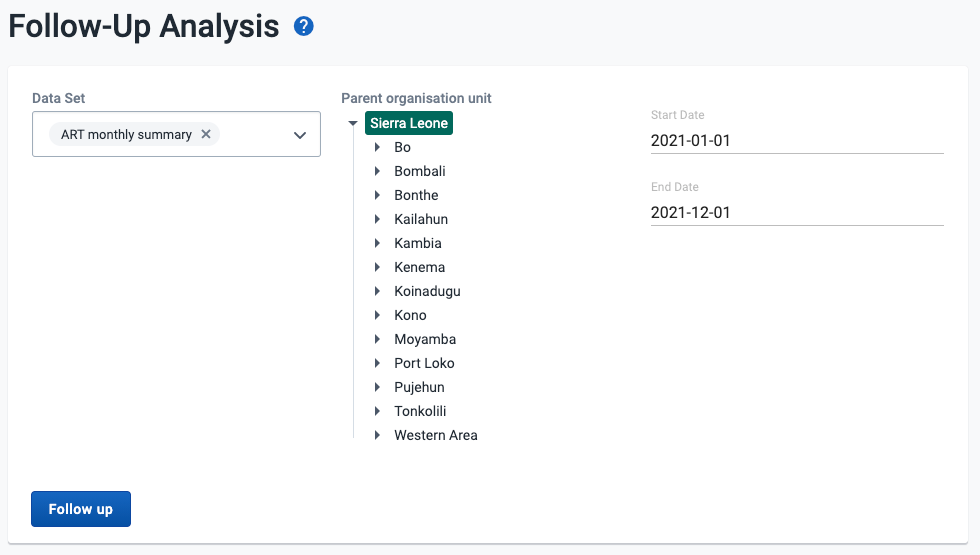 Follow-Up Analysis
Data Set
ART monthly summary
Parent organisation unit
Sierra Leone
Bo
Bombali
Bonthe
Kailahun
Kambia
Kenema
Koinadugu
Kono
Moyamba
Port Loko
Pujehun
Tonkolili
Western Area
Start Date
2021-01-01
End Date
2021-12-01
Follow up